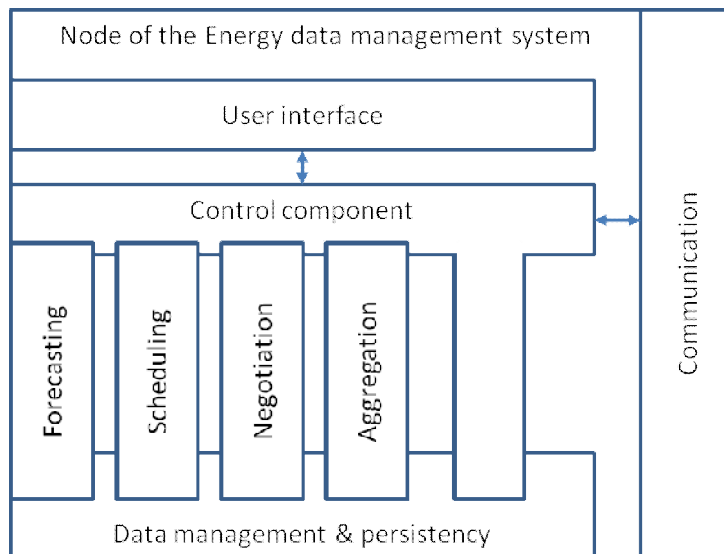 Node of the Energy data management system
User interface
Control component
Forecasting
Scheduling
Negotiation
Aggregation
Data management & persistency
Communication